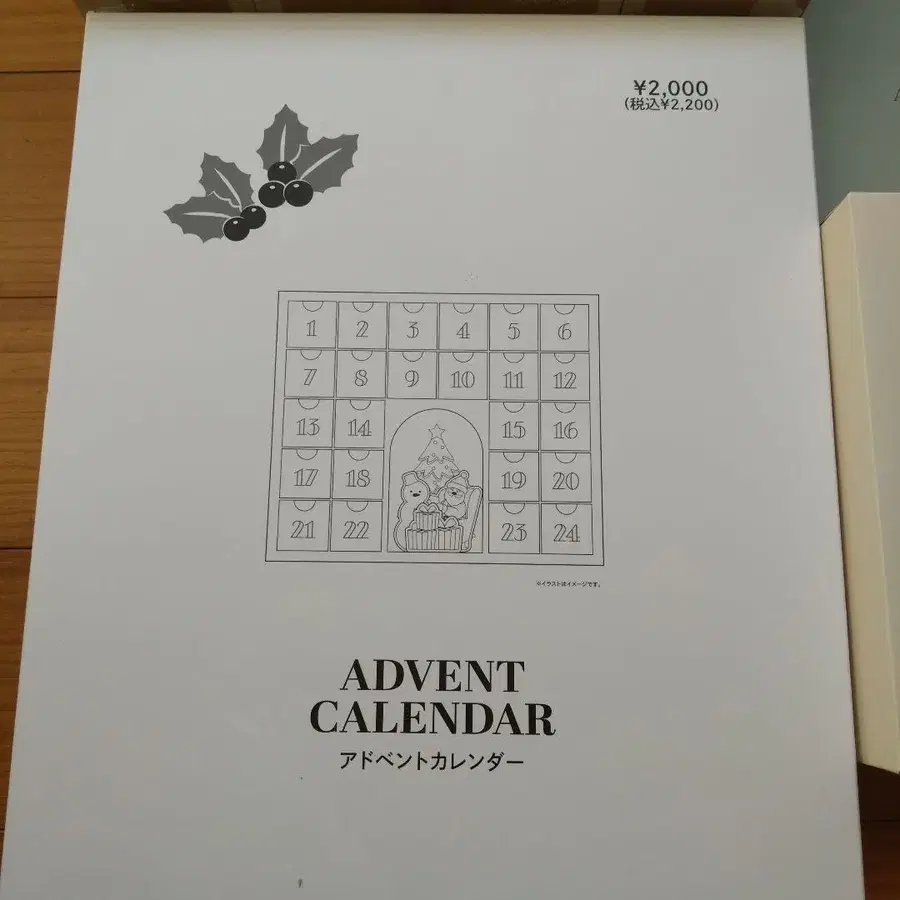 ¥2,000
(税込¥2,200)
1 2 3 4 5 6
7 8 9 10 11 12
13 14 15 16
17 18 19 20
21 22 23 24
※イラストはイメージです。
ADVENT
CALENDAR
アドベントカレンダー